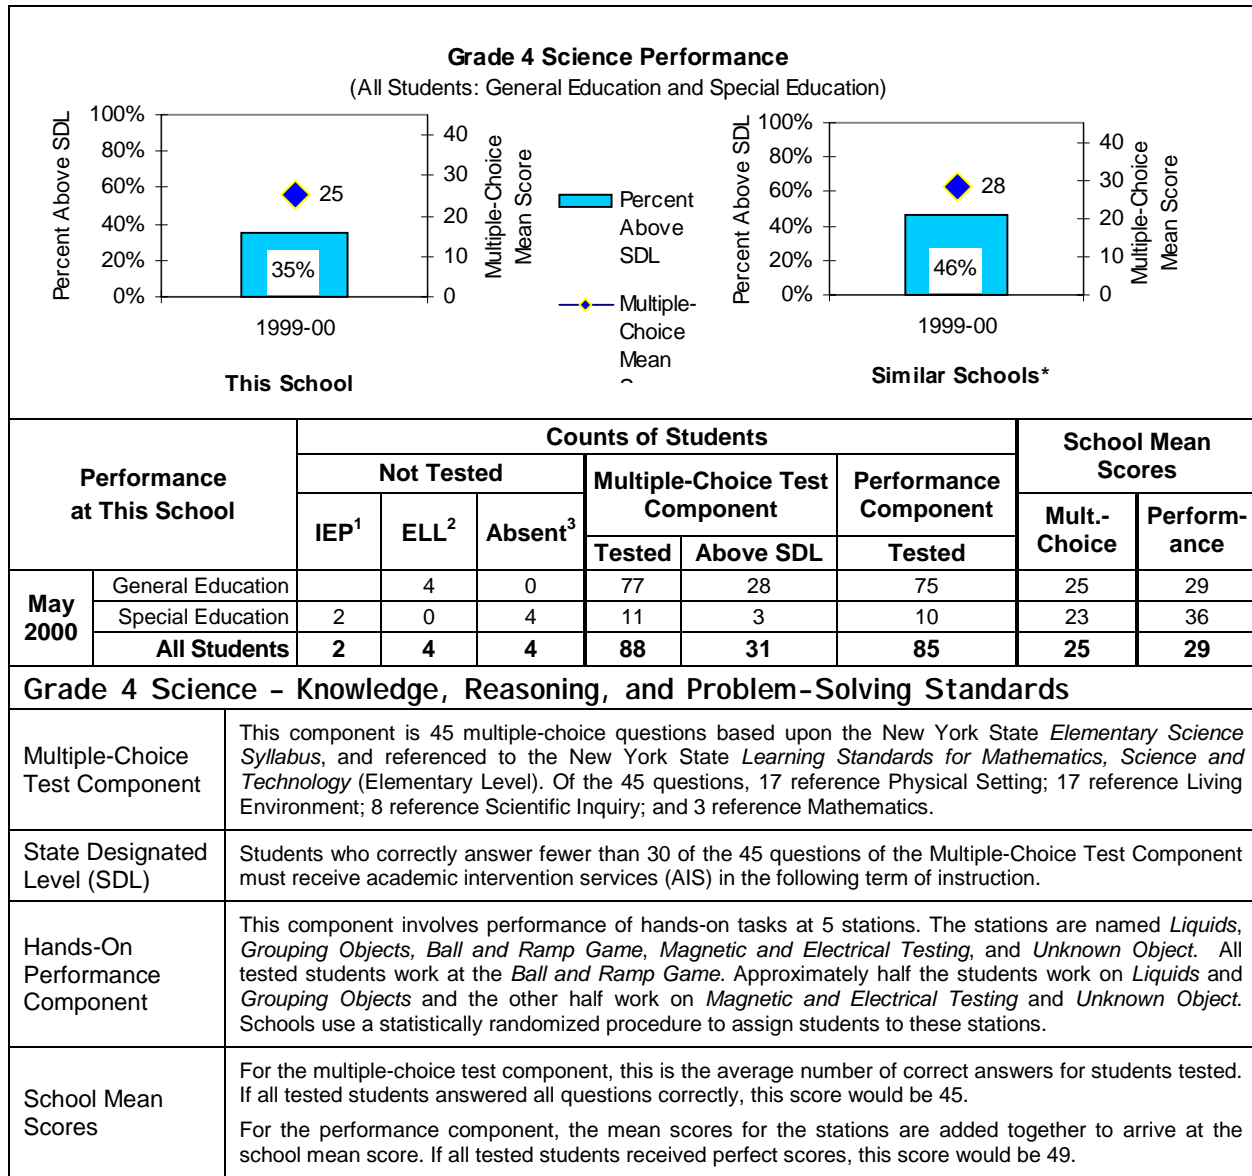 Grade 4 Science Performance
(All Students: General Education and Special Education)
Percent Above SDL
100%
80%
60%
40%
20%
0%
25
35%
40
30
20
10
0
Multiple-Choice
Mean Score
1999-00
This School
Percent
Above
SDL
Multiple-
Choice
Mean
Percent Above SDL
100%
80%
60%
40%
20%
0%
28
46%
40
30
20
10
0
Multiple-Choice
Mean Score
1999-00
Similar Schools*
Performance
at This School
Counts of Students
School Mean
Scores
Not Tested
Multiple-Choice Test
Component
Performance
Component
IEP1
ELL2
Absent3
Tested
Above SDL
Tested
Mult.-
Choice
Perform-
ance
May
2000
General Education 4 0 77 28 75 25 29
Special Education 2 0 4 11 3 10 23 36
All Students 2 4 4 88 31 85 25 29
Grade 4 Science – Knowledge, Reasoning, and Problem-Solving Standards
Multiple-Choice
Test Component
This component is 45 multiple-choice questions based upon the New York State Elementary Science
Syllabus, and referenced to the New York State Learning Standards for Mathematics, Science and
Technology (Elementary Level). Of the 45 questions, 17 reference Physical Setting; 17 reference Living
Environment; 8 reference Scientific Inquiry; and 3 reference Mathematics.
State Designated
Level (SDL)
Students who correctly answer fewer than 30 of the 45 questions of the Multiple-Choice Test Component
must receive academic intervention services (AIS) in the following term of instruction.
Hands-On
Performance
Component
This component involves performance of hands-on tasks at 5 stations. The stations are named Liquids,
Grouping Objects, Ball and Ramp Game, Magnetic and Electrical Testing, and Unknown Object. All
tested students work at the Ball and Ramp Game. Approximately half the students work on Liquids and
Grouping Objects and the other half work on Magnetic and Electrical Testing and Unknown Object.
Schools use a statistically randomized procedure to assign students to these stations.
School Mean
Scores
For the multiple-choice test component, this is the average number of correct answers for students tested.
If all tested students answered all questions correctly, this score would be 45.
For the performance component, the mean scores for the stations are added together to arrive at the
school mean score. If all tested students received perfect scores, this score would be 49.